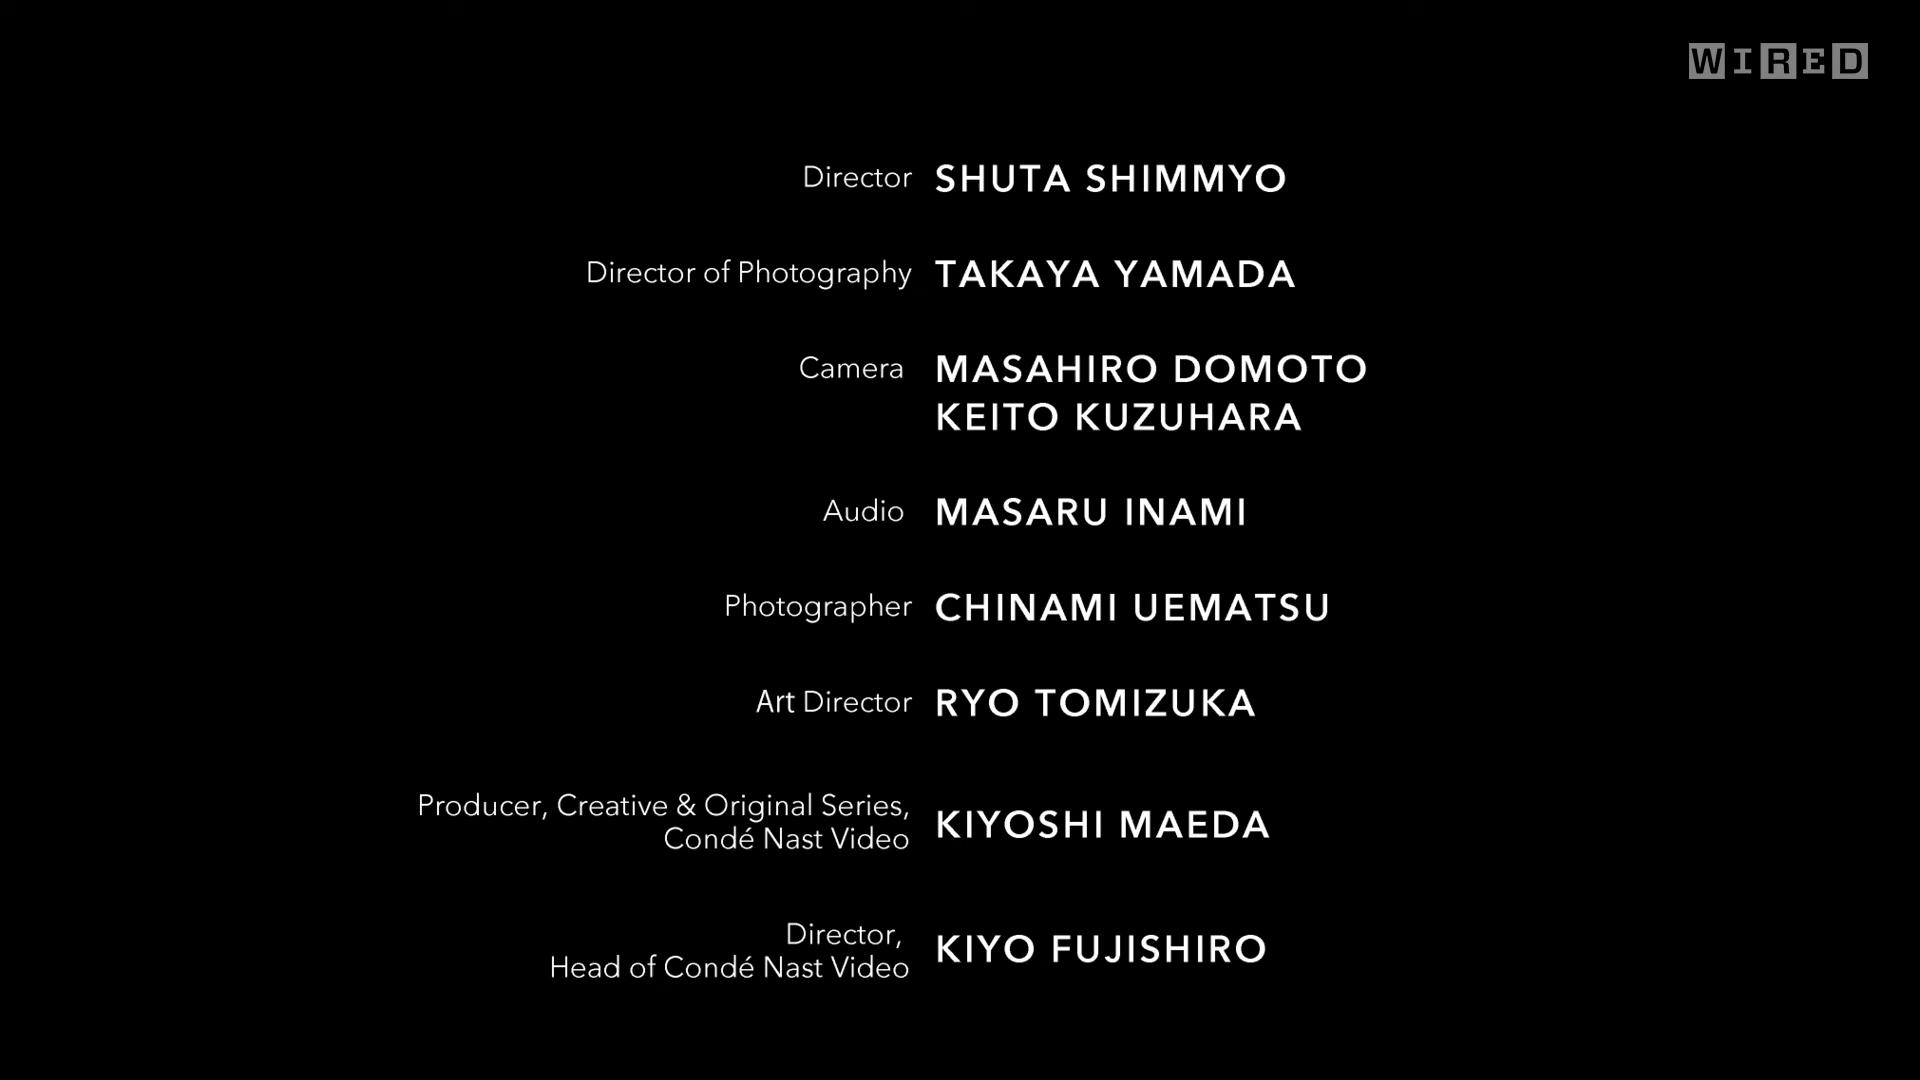 WIRED
Director SHUTA SHIMMYO
Director of Photography TAKAYA YAMADA
Camera MASAHIRO DOMOTO
KEITO KUZUHARA
Audio MASARU INAMI
Photographer CHINAMI UEMATSU
Art Director RYO TOMIZUKA
Producer, Creative & Original Series,
Condé Nast Video KIYOSHI MAEDA
Director,
Head of Condé Nast Video KIYO FUJISHIRO